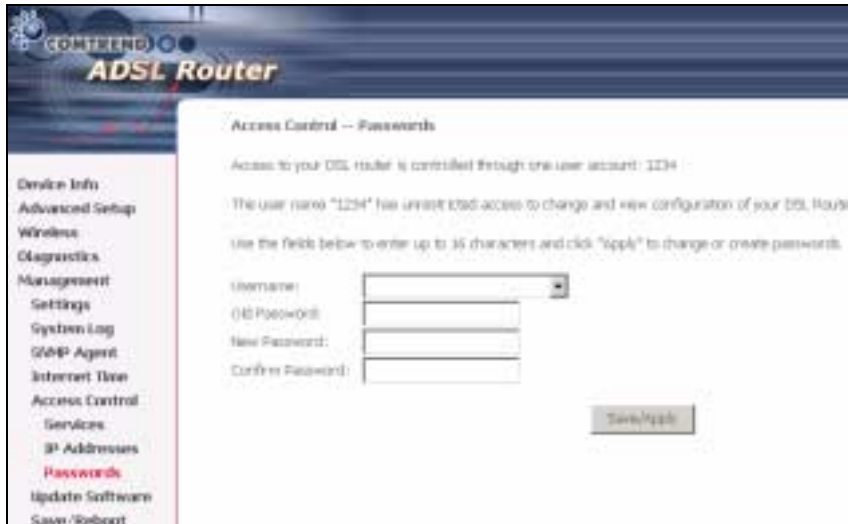 COMTREND
ADSL Router
Access Control -- Passwords
Access to your DSL router is controlled through one user account: 1234
The user name "1234" has unrestricted access to change and view configuration of your DSL Route
Use the fields below to enter up to 16 characters and click "Apply" to change or create passwords.
Username:
Old Password:
New Password:
Confirm Password:
Save/Apply
Device Info
Advanced Setup
Wireless
Diagnostics
Management
Settings
System Log
SNMP Agent
Internet Time
Access Control
Services
IP Addresses
Passwords
Update Software
Save/Reboot